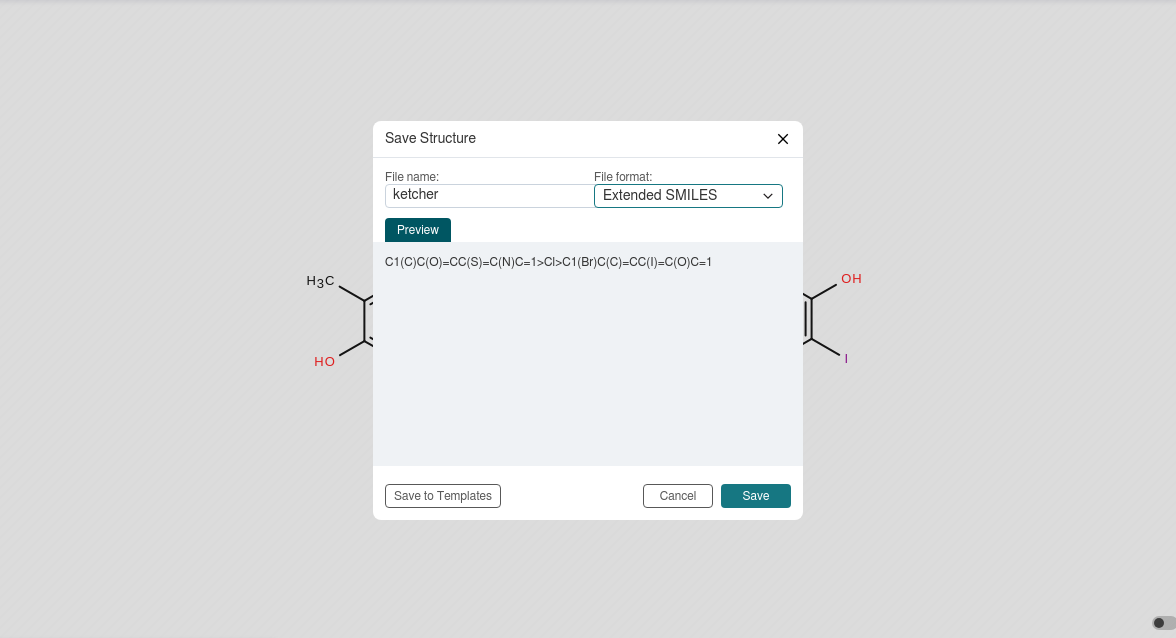 Save Structure
File name:
File format:
ketcher
Extended SMILES
Preview
C1(C)C(O)=CC(S)=C(N)C=1>Cl>C1(Br)C(C)=CC(I)=C(O)C=1
H3C
HO
OH
I
Save to Templates
Cancel
Save